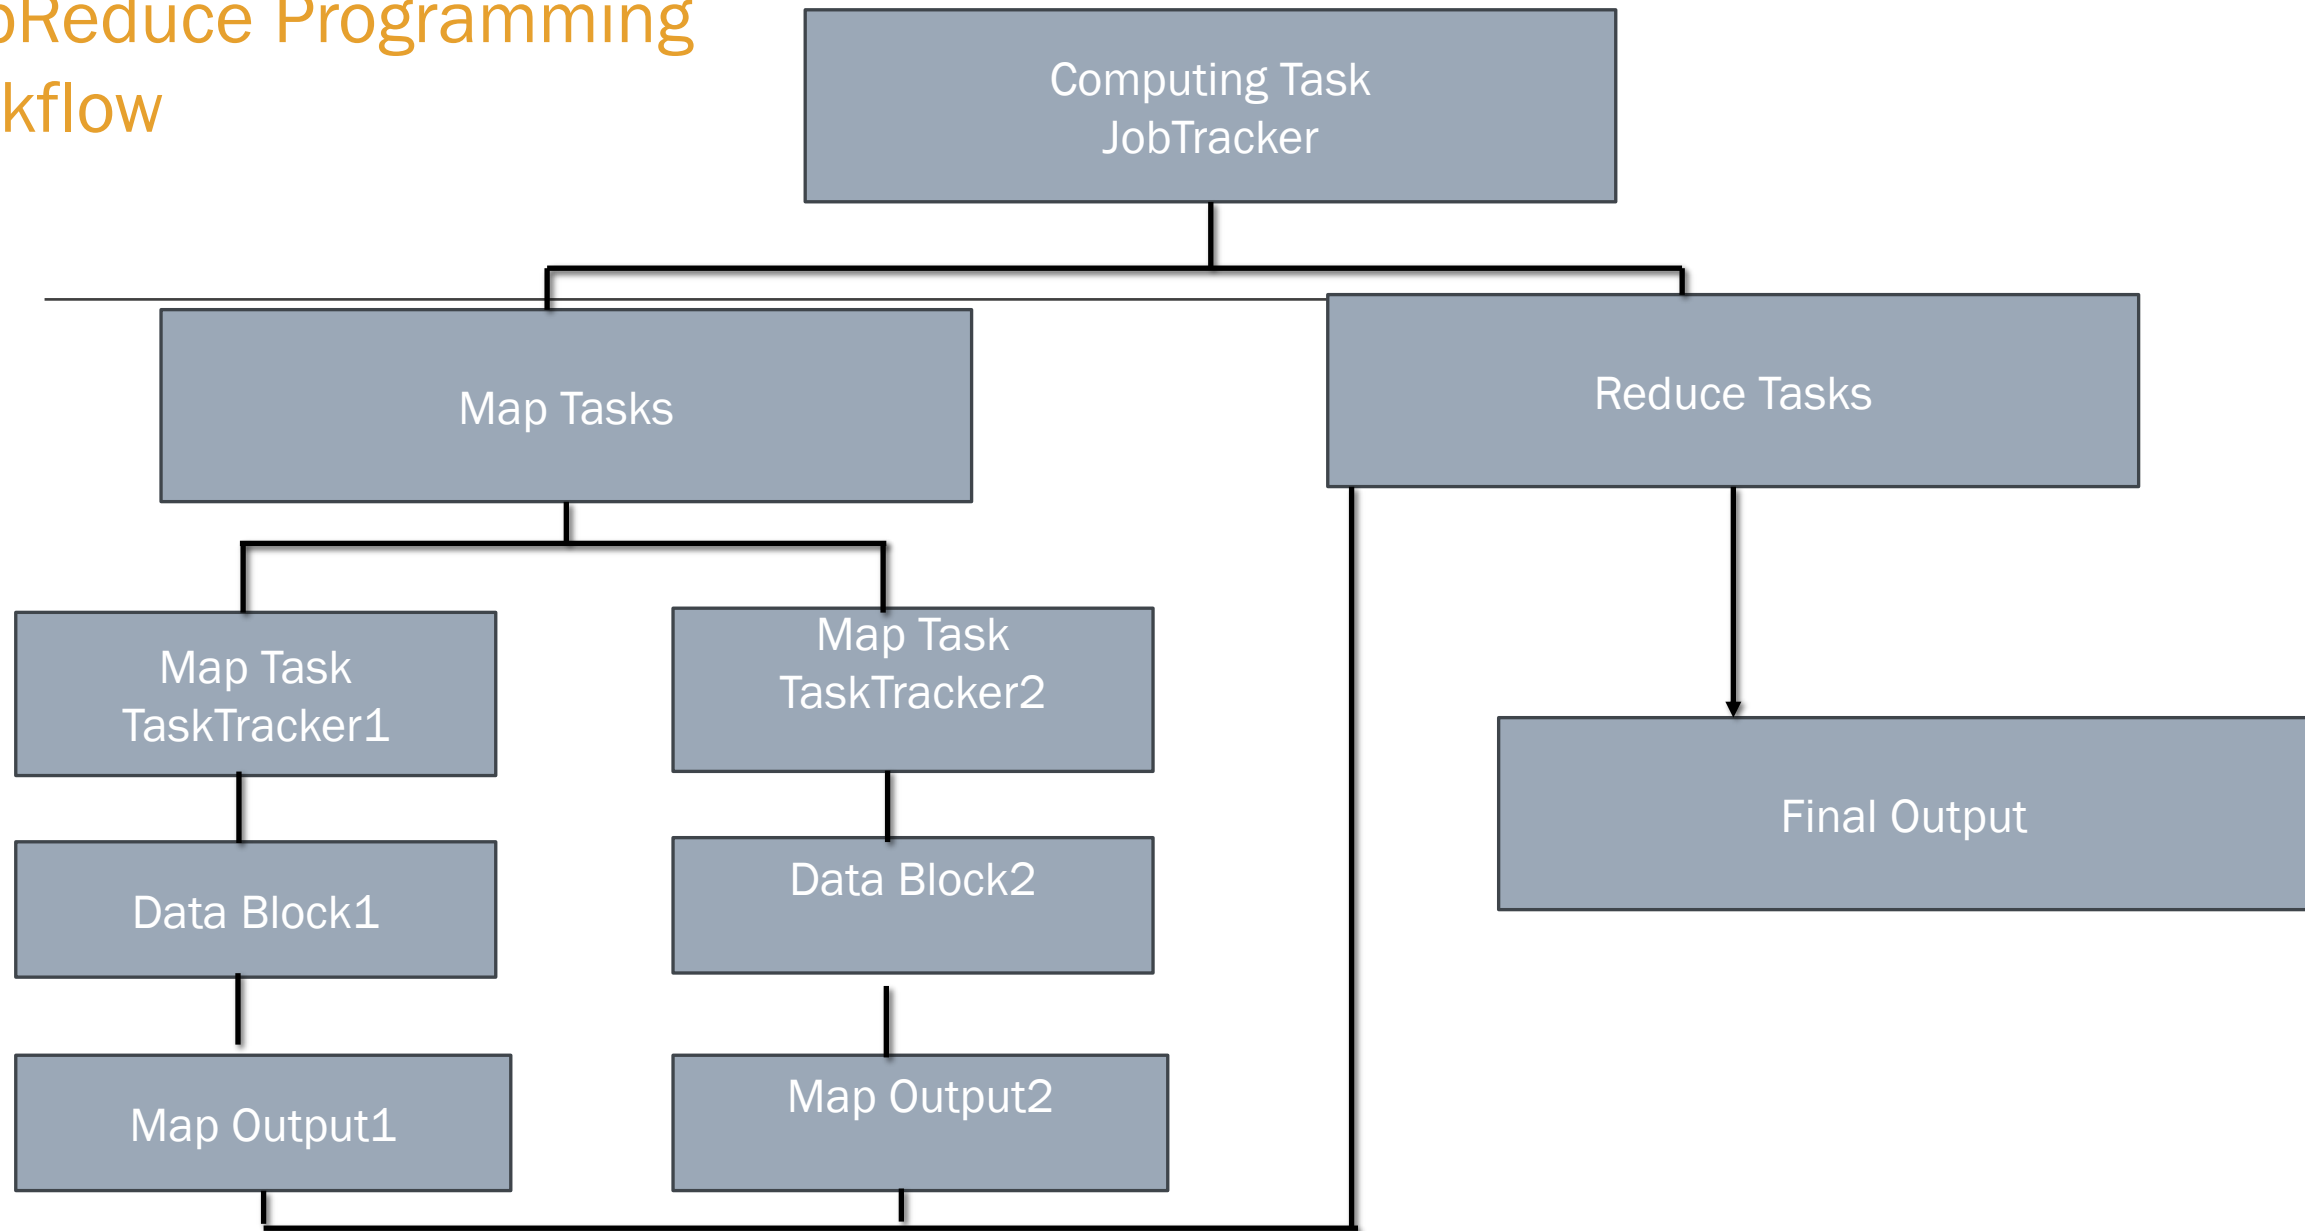 pReduce Programming
kflow
Computing Task
JobTracker
Map Tasks
Reduce Tasks
Map Task
TaskTracker1
Map Task
TaskTracker2
Data Block1
Data Block2
Final Output
Map Output1
Map Output2